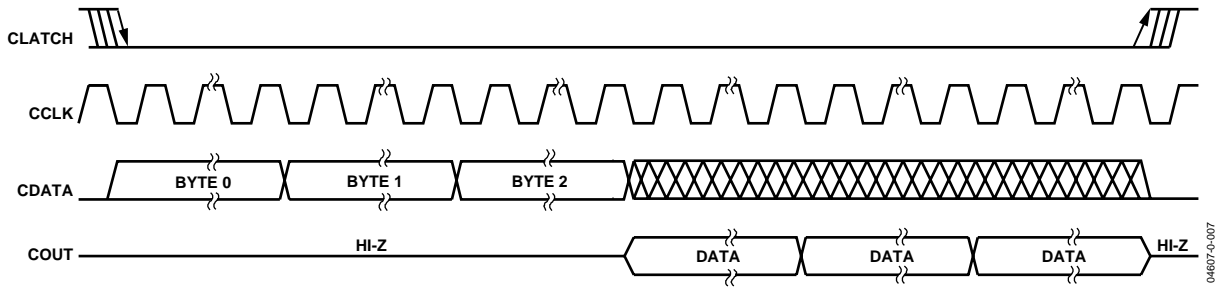 CLATCH
CCLK
CDATA
BYTE 0 BYTE 1 BYTE 2
COUT
HI-Z DATA DATA DATA HI-Z
04607-0-007